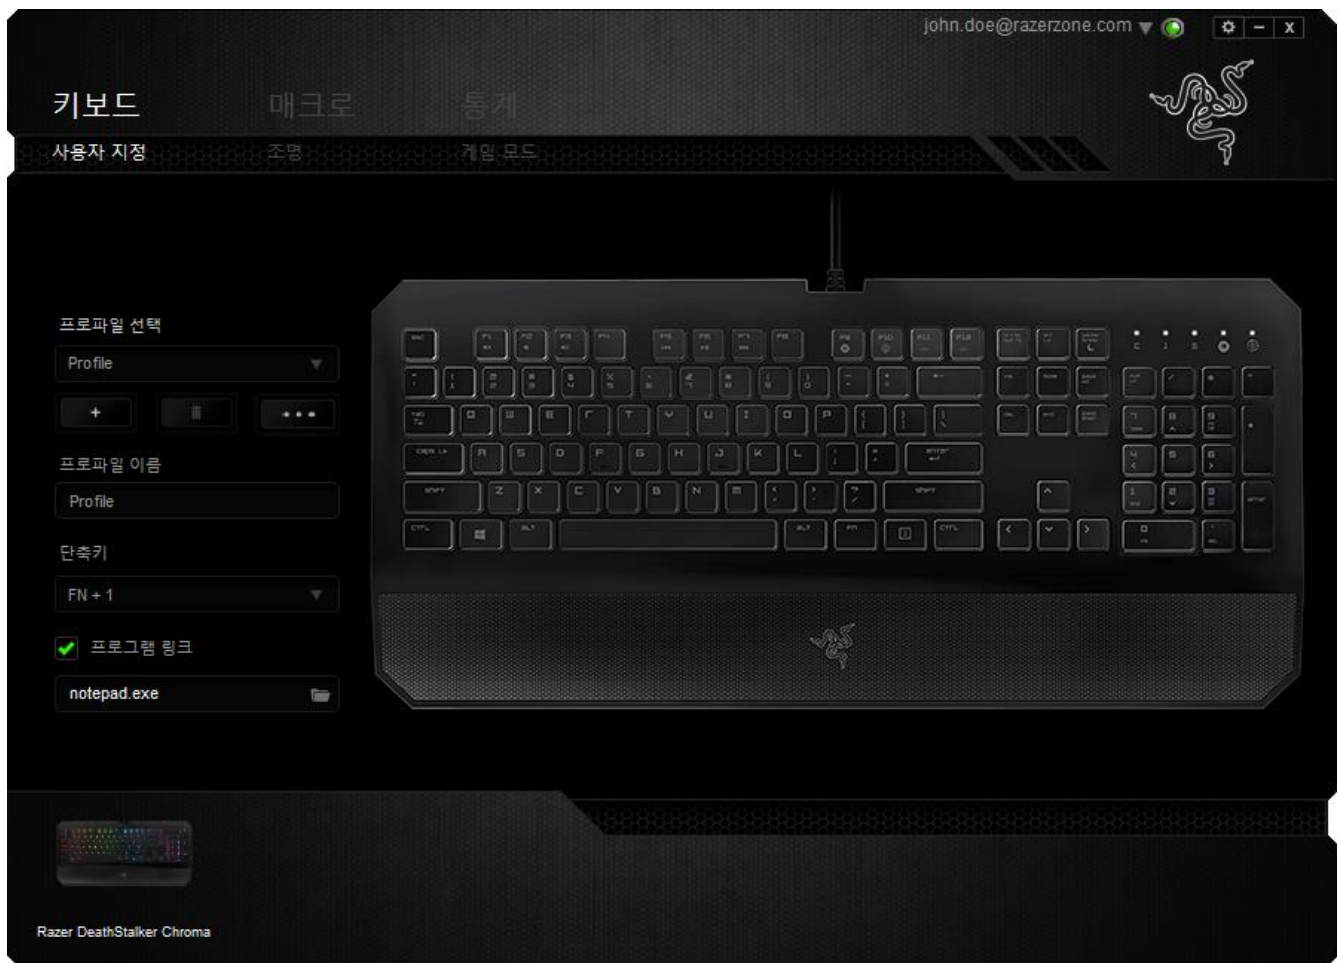 john.doe@razerzone.com
키보드 매크로 통계
사용자 지정 조명 게임 모드
프로파일 선택
Profile
프로파일 이름
Profile
단축키
FN + 1
프로그램 링크
notepad.exe
Razer DeathStalker Chroma